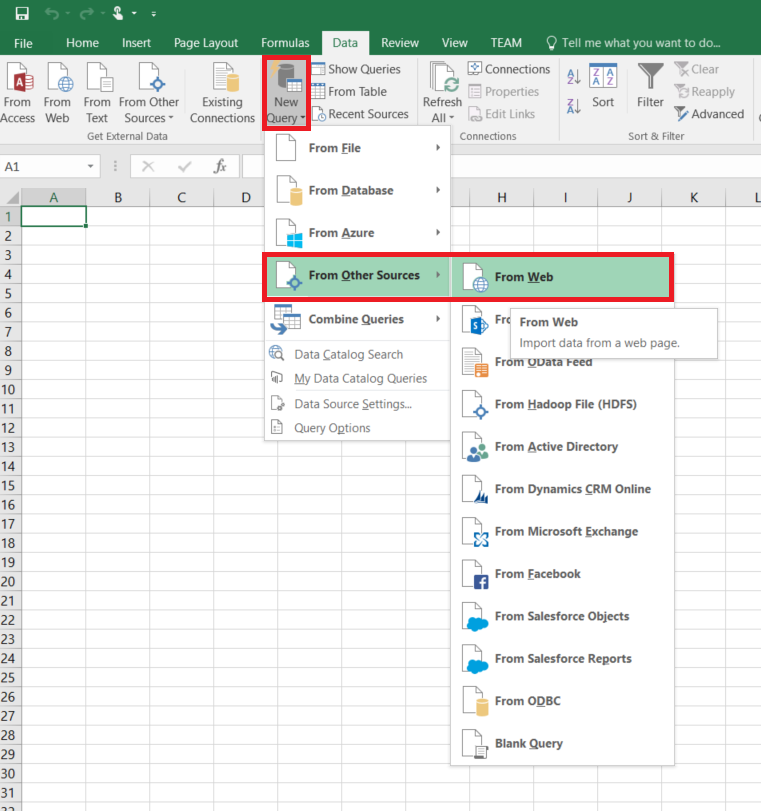 File Home Insert Page Layout Formulas Data Review View TEAM Tell me what you want to do...
From Access
From Web
From Text
From Other Sources
Existing Connections
Get External Data
New Query
Show Queries
From Table
Recent Sources
Refresh All
Connections
Properties
Edit Links
Connections
A Z
Z A
Z A A Z
Sort
Filter
Clear
Reapply
Advanced
Sort & Filter
A1
fx
A B C D H I J K L
From File
From Database
From Azure
From Other Sources
Combine Queries
Data Catalog Search
My Data Catalog Queries
Data Source Settings...
Query Options
From Web
From Web
Import data from a web page.
From OData Feed
From Hadoop File (HDFS)
From Active Directory
From Dynamics CRM Online
From Microsoft Exchange
From Facebook
From Salesforce Objects
From Salesforce Reports
From ODBC
Blank Query
1
2
3
4
5
6
7
8
9
10
11
12
13
14
15
16
17
18
19
20
21
22
23
24
25
26
27
28
29
30
31